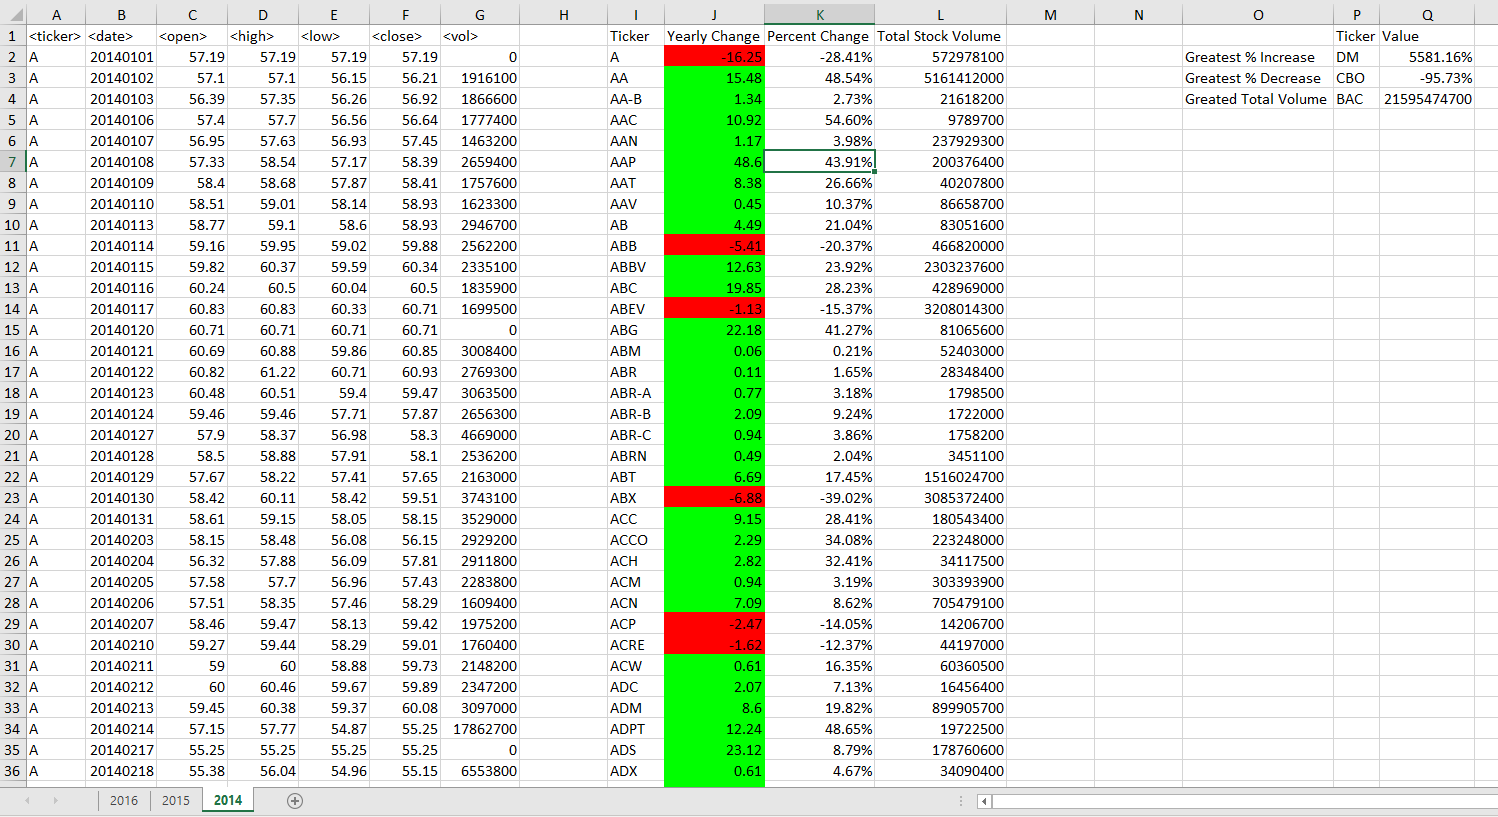 A B C D E F G H I J K L M N O P Q
1 <ticker> <date> <open> <high> <low> <close> <vol> Ticker Yearly Change Percent Change Total Stock Volume Ticker Value
2 A 20140101 57.19 57.19 57.19 57.19 0 A -16.25 -28.41% 572978100 Greatest % Increase DM 5581.16%
3 A 20140102 57.1 57.1 56.15 56.21 1916100 AA 15.48 48.54% 5161412000 Greatest % Decrease CBO -95.73%
4 A 20140103 56.39 57.35 56.26 56.92 1866600 AA-B 1.34 2.73% 21618200 Greated Total Volume BAC 21595474700
5 A 20140106 57.4 57.7 56.56 56.64 1777400 AAC 10.92 54.60% 9789700
6 A 20140107 56.95 57.63 56.93 57.45 1463200 AAN 1.17 3.98% 237929300
7 A 20140108 57.33 58.54 57.17 58.39 2659400 AAP 48.6 43.91% 200376400
8 A 20140109 58.4 58.68 57.87 58.41 1757600 AAT 8.38 26.66% 40207800
9 A 20140110 58.51 59.01 58.14 58.93 1623300 AAV 0.45 10.37% 86658700
10 A 20140113 58.77 59.1 58.6 58.93 2946700 AB 4.49 21.04% 83051600
11 A 20140114 59.16 59.95 59.02 59.88 2562200 ABB -5.41 -20.37% 466820000
12 A 20140115 59.82 60.37 59.59 60.34 2335100 ABBV 12.63 23.92% 2303237600
13 A 20140116 60.24 60.5 60.04 60.5 1835900 ABC 19.85 28.23% 428969000
14 A 20140117 60.83 60.83 60.33 60.71 1699500 ABEV -1.13 -15.37% 3208014300
15 A 20140120 60.71 60.71 60.71 60.71 0 ABG 22.18 41.27% 81065600
16 A 20140121 60.69 60.88 59.86 60.85 3008400 ABM 0.06 0.21% 52403000
17 A 20140122 60.82 61.22 60.71 60.93 2769300 ABR 0.11 1.65% 28348400
18 A 20140123 60.48 60.51 59.4 59.47 3063500 ABR-A 0.77 3.18% 1798500
19 A 20140124 59.46 59.46 57.71 57.87 2656300 ABR-B 2.09 9.24% 1722000
20 A 20140127 57.9 58.37 56.98 58.3 4669000 ABR-C 0.94 3.86% 1758200
21 A 20140128 58.5 58.88 57.91 58.1 2536200 ABRN 0.49 2.04% 3451100
22 A 20140129 57.67 58.22 57.41 57.65 2163000 ABT 6.69 17.45% 1516024700
23 A 20140130 58.42 60.11 58.42 59.51 3743100 ABX -6.88 -39.02% 3085372400
24 A 20140131 58.61 59.15 58.05 58.15 3529000 ACC 9.15 28.41% 180543400
25 A 20140203 58.15 58.48 56.08 56.15 2929200 ACCO 2.29 34.08% 223248000
26 A 20140204 56.32 57.88 56.09 57.81 2911800 ACH 2.82 32.41% 34117500
27 A 20140205 57.58 57.7 56.96 57.43 2283800 ACM 0.94 3.19% 303393900
28 A 20140206 57.51 58.35 57.46 58.29 1609400 ACN 7.09 8.62% 705479100
29 A 20140207 58.46 59.47 58.13 59.42 1975200 ACP -2.47 -14.05% 14206700
30 A 20140210 59.27 59.44 58.29 59.01 1760400 ACRE -1.62 -12.37% 44197000
31 A 20140211 59 60 58.88 59.73 2148200 ACW 0.61 16.35% 60360500
32 A 20140212 60 60.46 59.67 59.89 2347200 ADC 2.07 7.13% 16456400
33 A 20140213 59.45 60.38 59.37 60.08 3097000 ADM 8.6 19.82% 899905700
34 A 20140214 57.15 57.77 54.87 55.25 17862700 ADPT 12.24 48.65% 19722500
35 A 20140217 55.25 55.25 55.25 55.25 0 ADS 23.12 8.79% 178760600
36 A 20140218 55.38 56.04 54.96 55.15 6553800 ADX 0.61 4.67% 34090400
2016 2015 2014